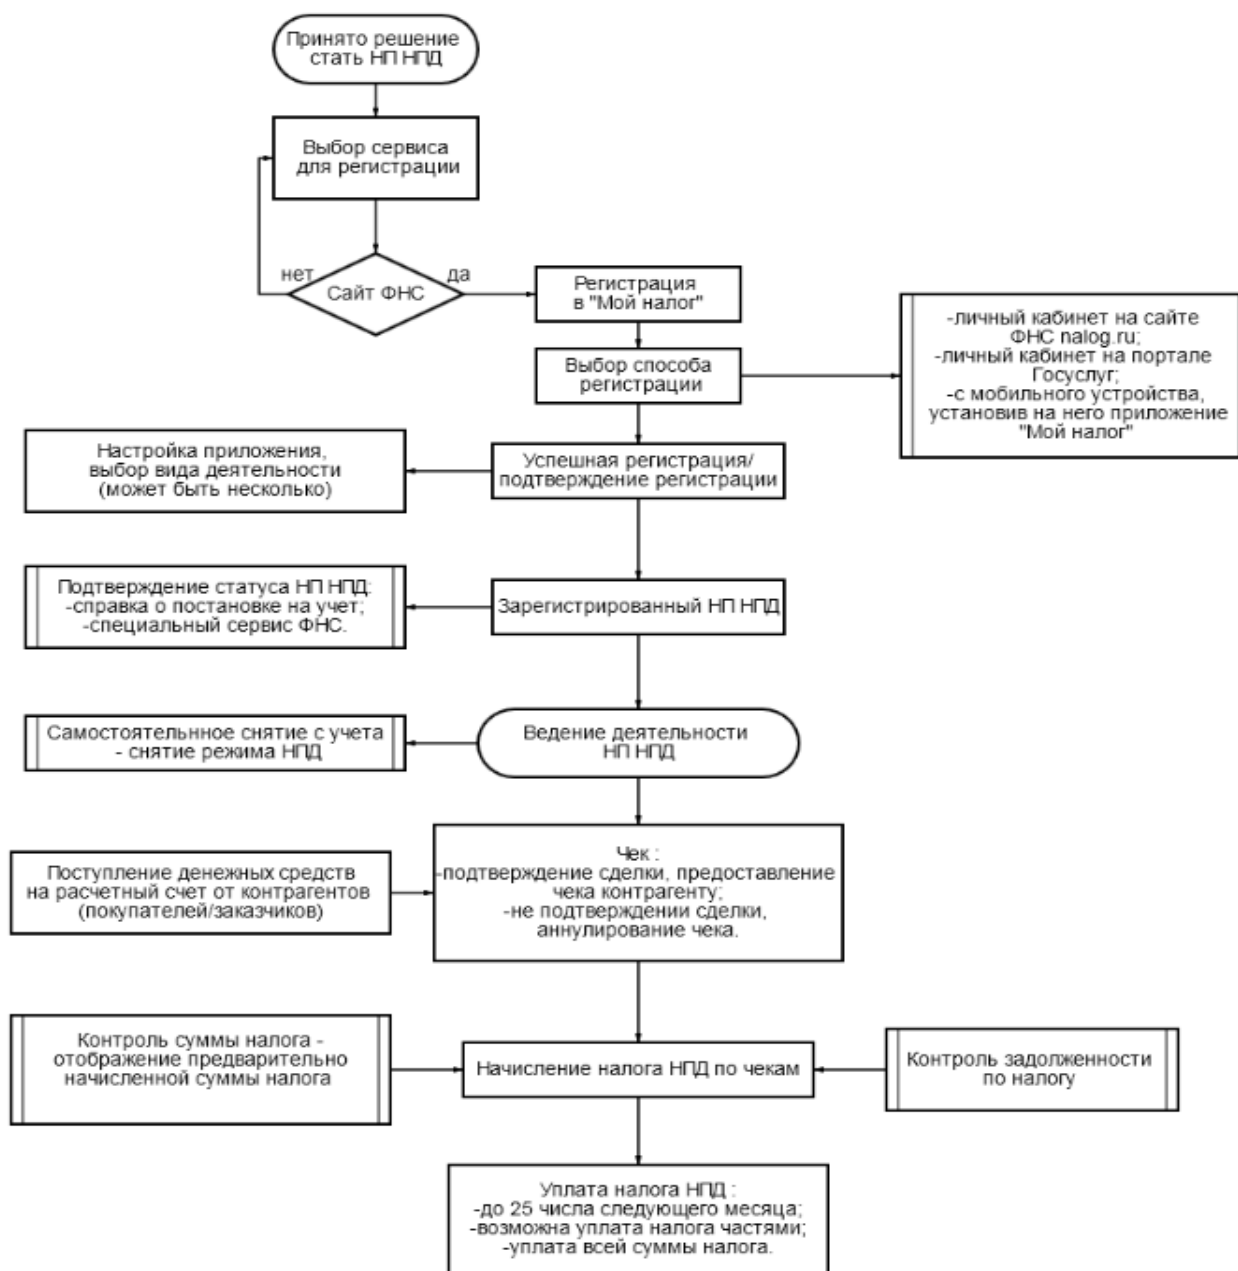 Принято решение
стать НП НПД
Выбор сервиса
для регистрации
нет
да
Сайт ФНС
Регистрация
в "Мой налог"
Выбор способа
регистрации
-личный кабинет на сайте
ФНС nalog.ru;
-личный кабинет на портале
Госуслуг;
-с мобильного устройства,
установив на него приложение
"Мой налог"
Настройка приложения,
выбор вида деятельности
(может быть несколько)
Успешная регистрация/
подтверждение регистрации
Подтверждение статуса НП НПД:
-справка о постановке на учет;
-специальный сервис ФНС.
Зарегистрированный НП НПД
Самостоятельнное снятие с учета
- снятие режима НПД
Ведение деятельности
НП НПД
Поступление денежных средств
на расчетный счет от контрагентов
(покупателей/заказчиков)
Чек :
-подтверждение сделки, предоставление
чека контрагенту;
-не подтверждении сделки,
аннулирование чека.
Контроль суммы налога -
отображение предварительно
начисленной суммы налога
Начисление налога НПД по чекам
Контроль задолженности
по налогу
Уплата налога НПД :
-до 25 числа следующего месяца;
-возможна уплата налога частями;
-уплата всей суммы налога.